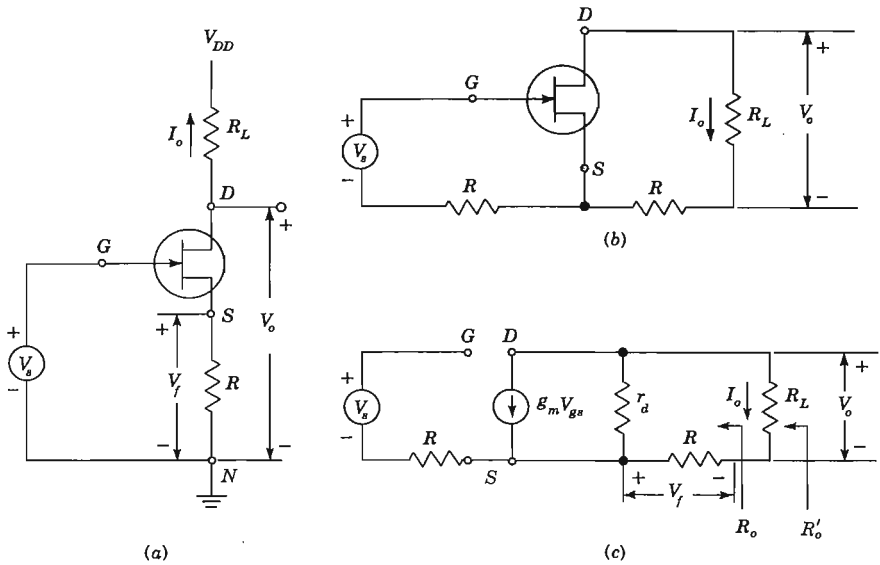 V_DD
I_o
R_L
D
+
G
S
+
+
V_s
−
V_f
R
V_o
−
−
N
(a)
D
+
G
+
V_s
−
S
I_o
R_L
V_o
R
R
−
(b)
G
D
+
+
V_s
−
g_m V_gs
r_d
I_o
R_L
V_o
R
R
−
S
+
V_f
−
R_o
R'_o
(c)